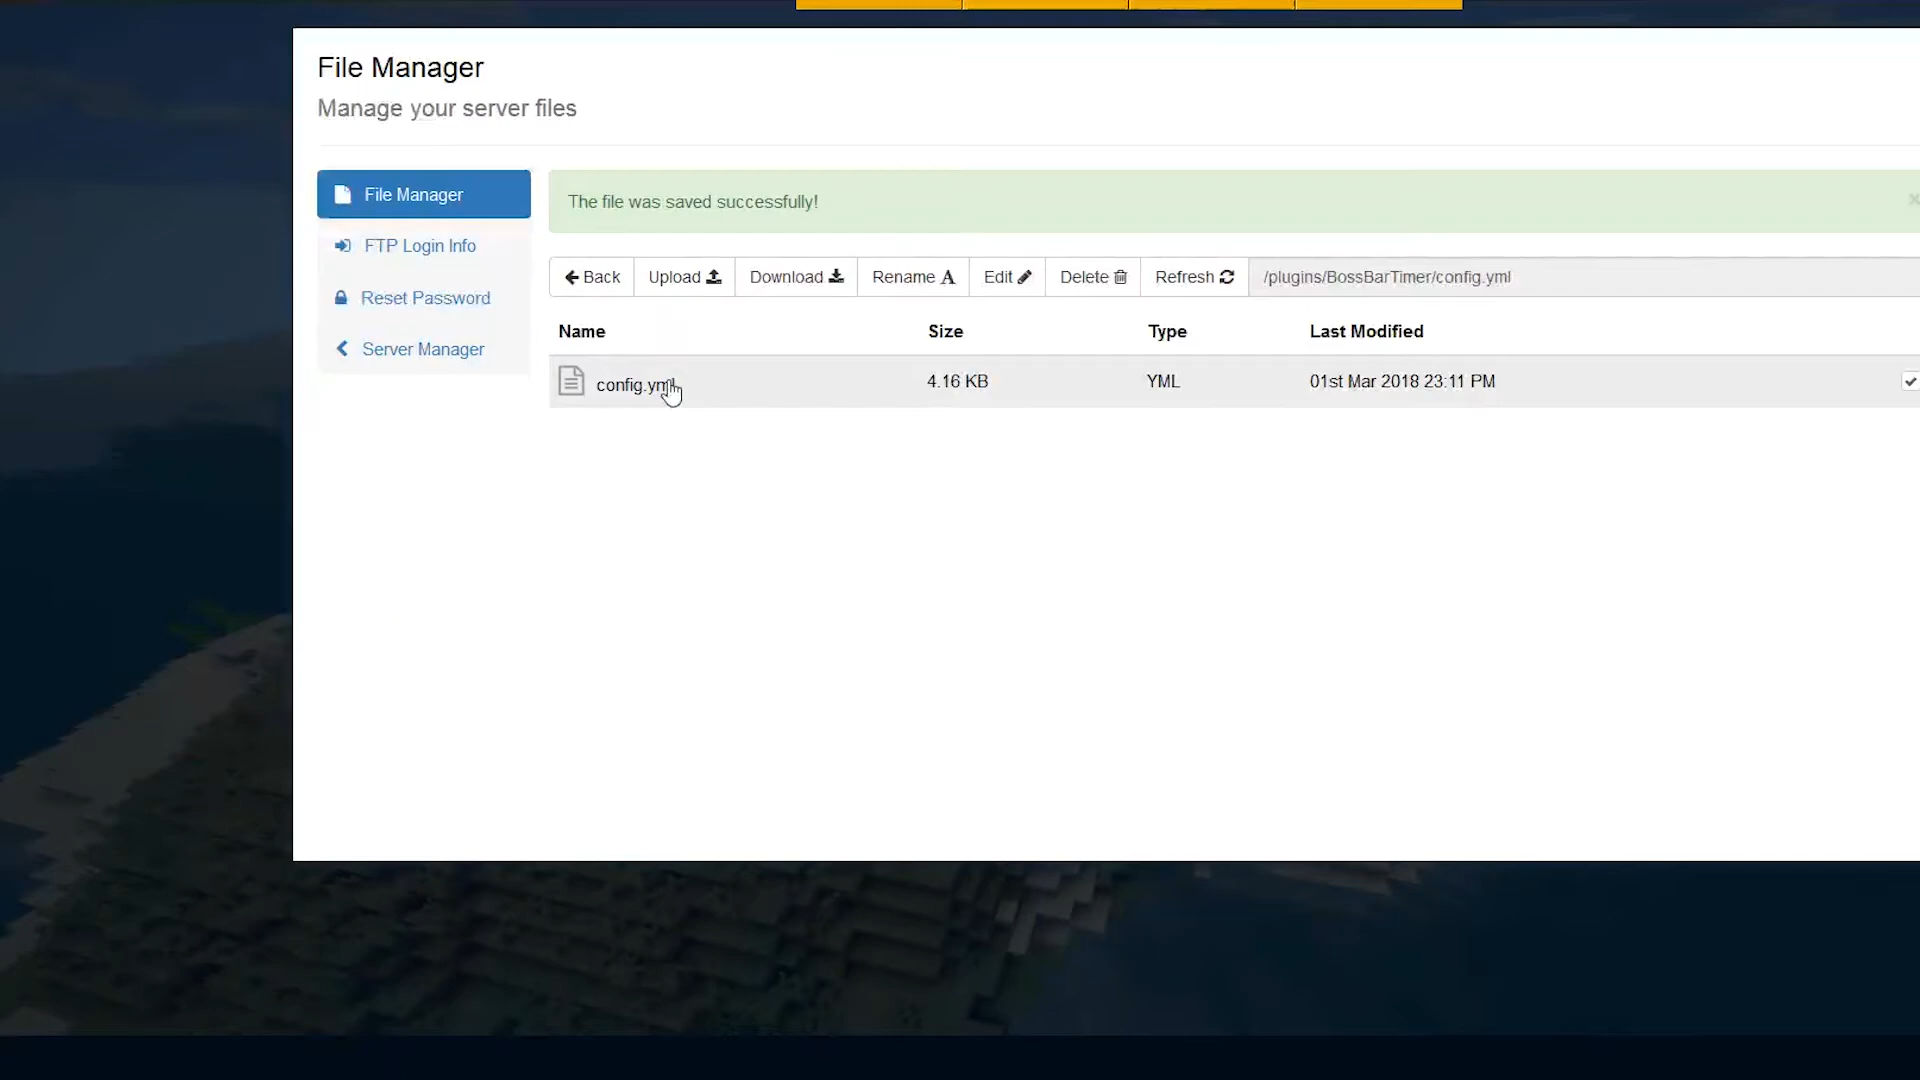 File Manager
Manage your server files
File Manager
The file was saved successfully!
FTP Login Info
Back Upload Download Rename Edit Delete Refresh /plugins/BossBarTimer/config.yml
Reset Password
Name Size Type Last Modified
Server Manager
config.yml 4.16 KB YML 01st Mar 2018 23:11 PM